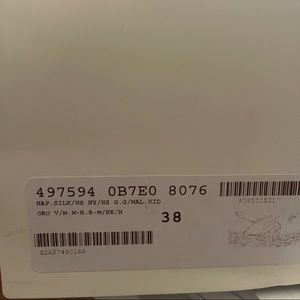 497594 0B7E0 8076
NAP.SILK/NS NY/NS G.G/MAL.KID
ORO V/M.W-H.R-M/NE/H
38